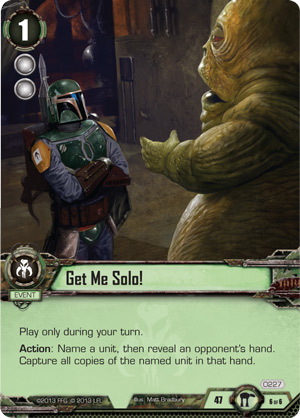 1
Get Me Solo!
EVENT
Play only during your turn.
Action: Name a unit, then reveal an opponent's hand.
Capture all copies of the named unit in that hand.
0227
©2013 FFG © 2013 LFL
Illus. Matt Bradbury
47
6 of 6